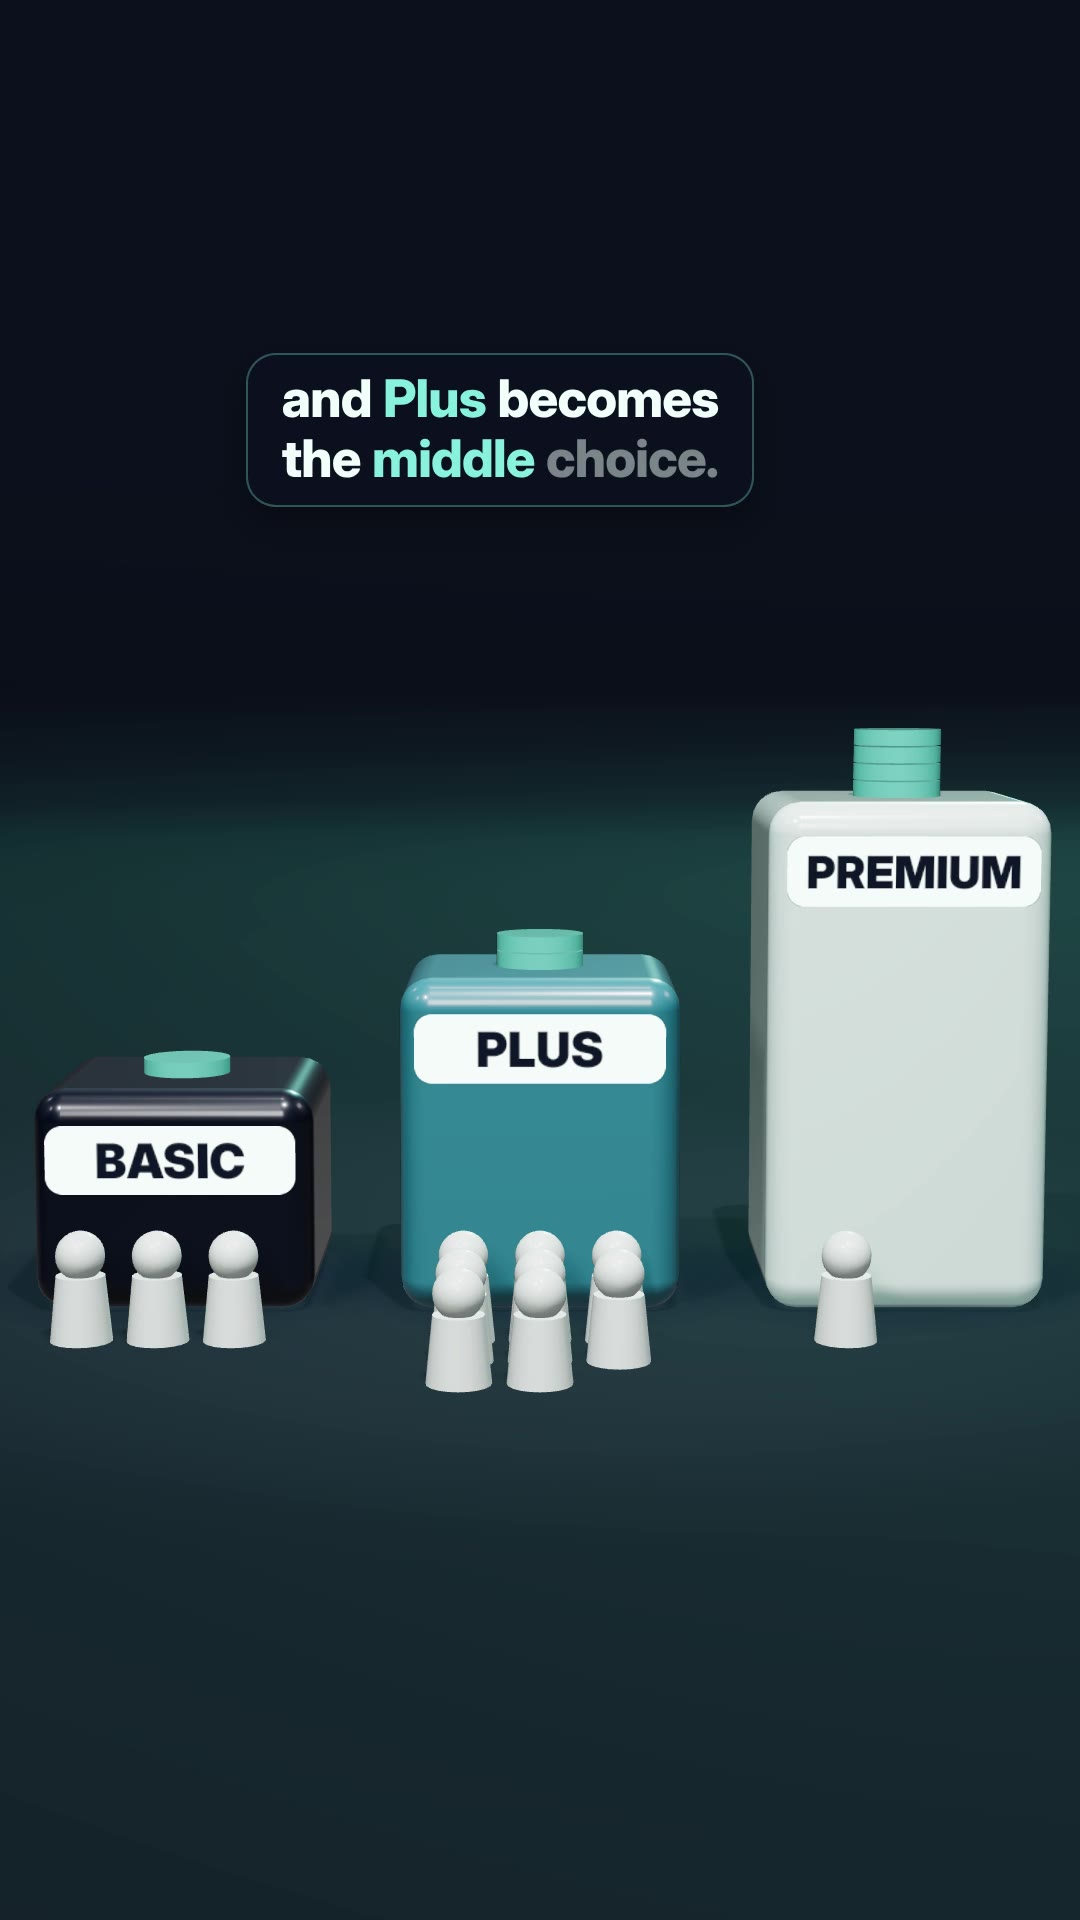 and Plus becomes
the middle choice.
PREMIUM
PLUS
BASIC